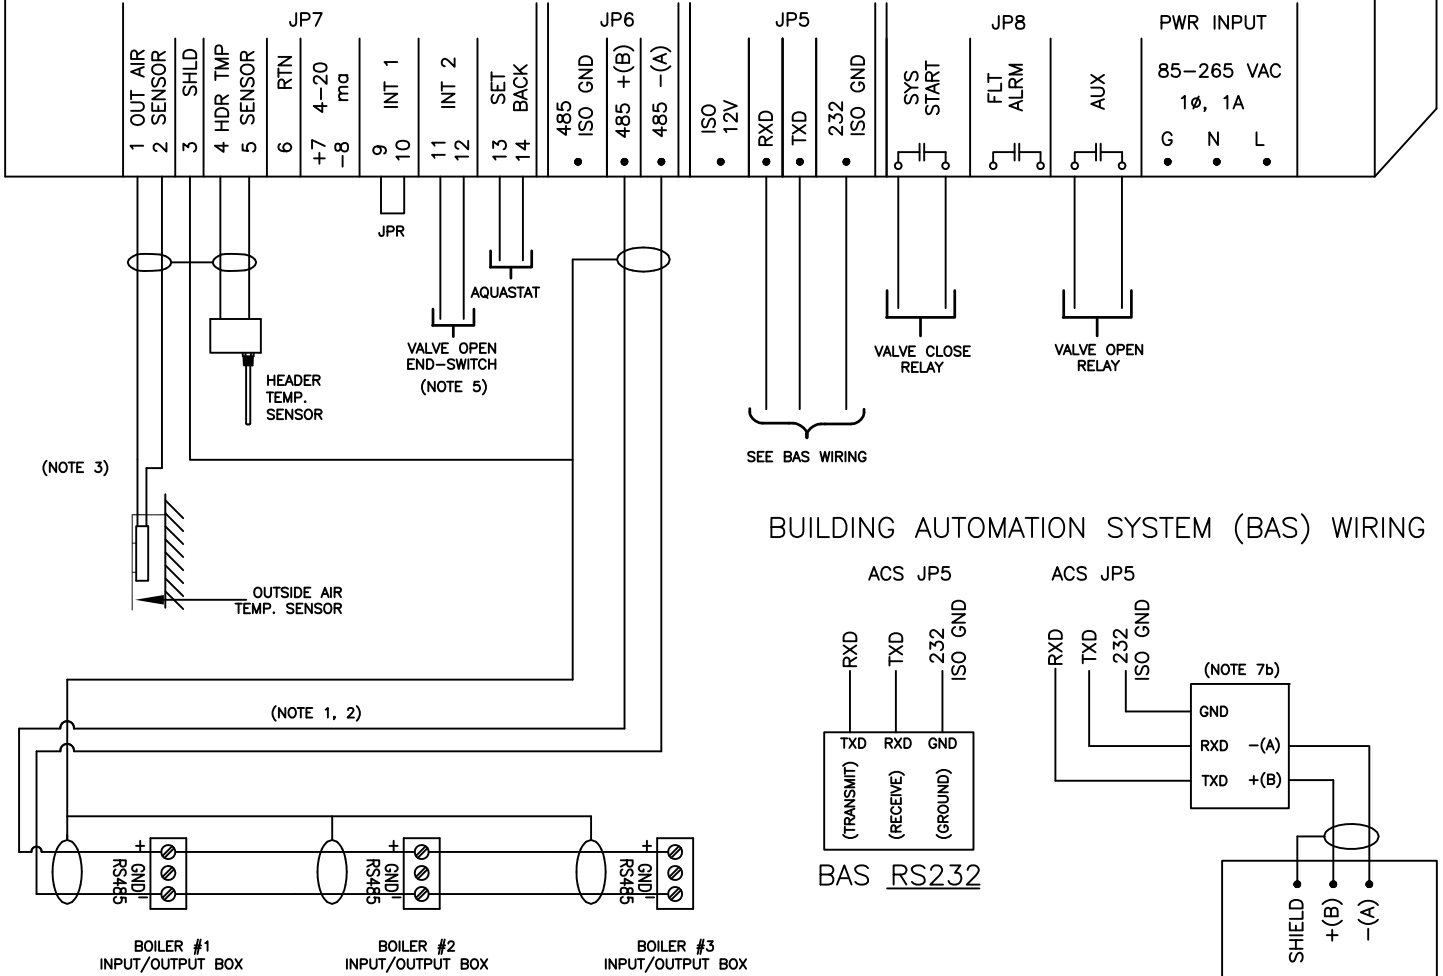 JP7
JP6
JP5
JP8
PWR INPUT
85-265 VAC
1ø, 1A
G N L
1 OUT AIR
2 SENSOR
3 SHLD
4 HDR TMP
5 SENSOR
6 RTN
+7 4-20
-8 ma
9
10 INT 1
11
12 INT 2
13 SET
14 BACK
485
ISO GND
485 +(B)
485 -(A)
ISO
12V
RXD
TXD
232
ISO GND
SYS
START
FLT
ALRM
AUX
JPR
AQUASTAT
VALVE OPEN
END-SWITCH
(NOTE 5)
VALVE CLOSE
RELAY
VALVE OPEN
RELAY
HEADER
TEMP.
SENSOR
SEE BAS WIRING
(NOTE 3)
OUTSIDE AIR
TEMP. SENSOR
BUILDING AUTOMATION SYSTEM (BAS) WIRING
ACS JP5
RXD
TXD
232
ISO GND
TXD RXD GND
(TRANSMIT)
(RECEIVE)
(GROUND)
BAS RS232
ACS JP5
RXD
TXD
232
ISO GND
(NOTE 7b)
GND
RXD -(A)
TXD +(B)
SHIELD
+(B)
-(A)
(NOTE 1, 2)
+ GND -
RS485
+ GND -
RS485
+ GND -
RS485
BOILER #1
INPUT/OUTPUT BOX
BOILER #2
INPUT/OUTPUT BOX
BOILER #3
INPUT/OUTPUT BOX